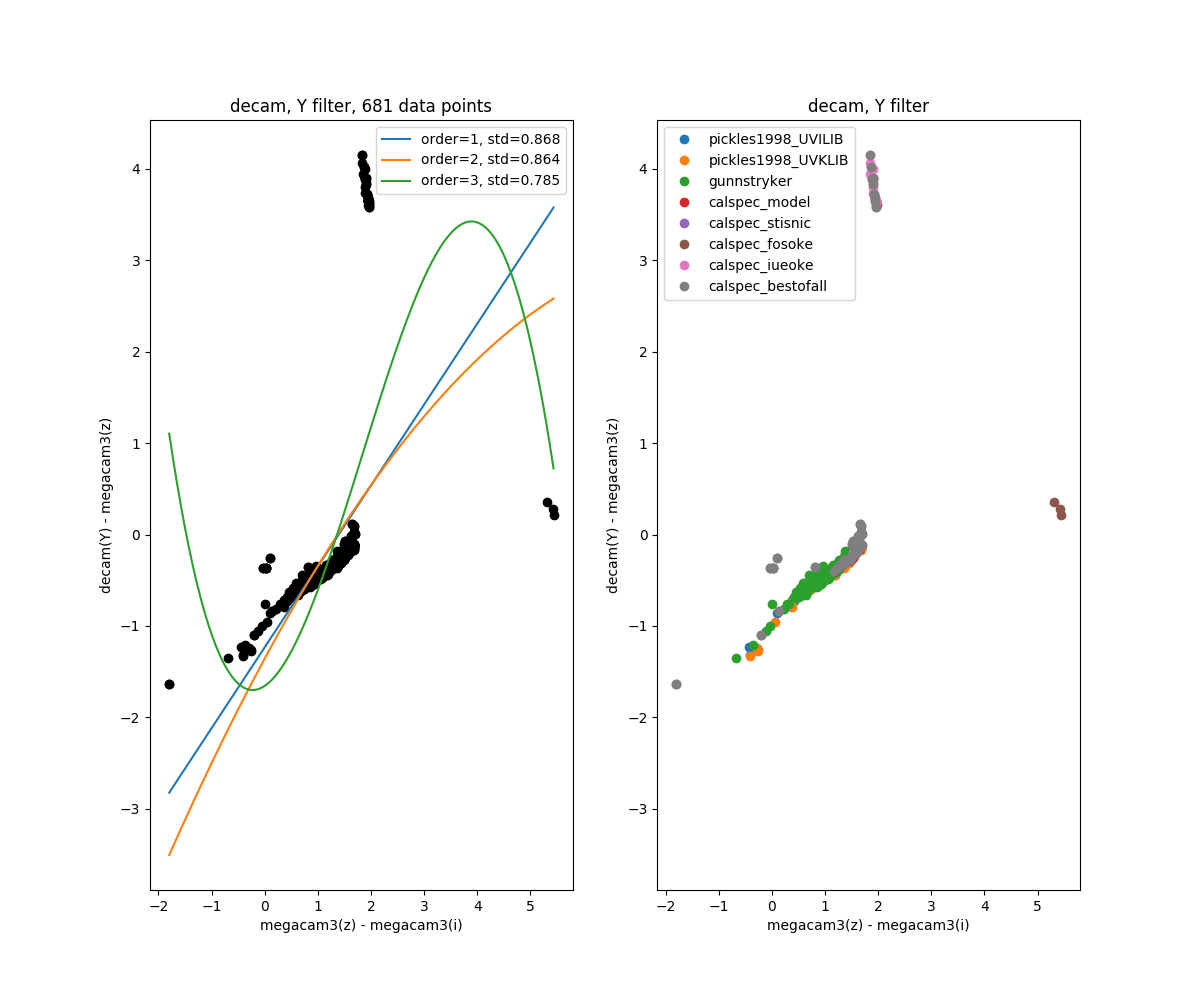 decam, Y filter, 681 data points
order=1, std=0.868
order=2, std=0.864
order=3, std=0.785
4
3
2
1
0
−1
−2
−3
decam(Y) - megacam3(z)
−2 −1 0 1 2 3 4 5
megacam3(z) - megacam3(i)
decam, Y filter
pickles1998_UVILIB
pickles1998_UVKLIB
gunnstryker
calspec_model
calspec_stisnic
calspec_fosoke
calspec_iueoke
calspec_bestofall
4
3
2
1
0
−1
−2
−3
decam(Y) - megacam3(z)
−2 −1 0 1 2 3 4 5
megacam3(z) - megacam3(i)